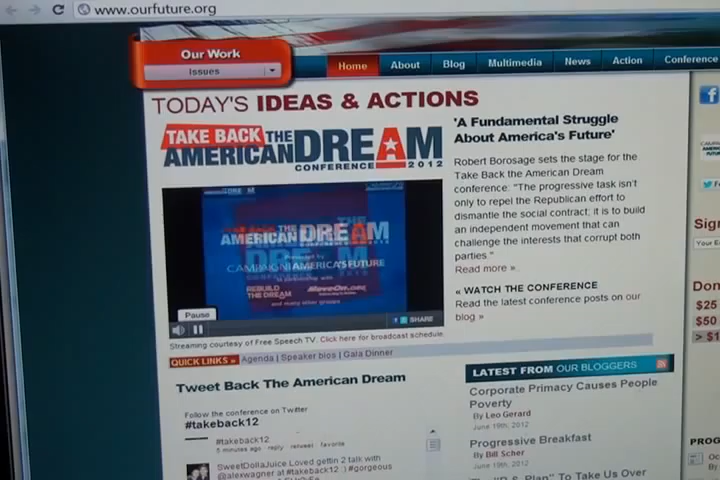 www.ourfuture.org
Our Work
Issues
Home About Blog Multimedia News Action Conference
TODAY'S IDEAS & ACTIONS
TAKE BACK THE
AMERICAN DREAM
CONFERENCE 2012
'A Fundamental Struggle
About America's Future'
Robert Borosage sets the stage for the
Take Back the American Dream
conference: "The progressive task isn't
only to repel the Republican effort to
dismantle the social contract; it is to build
an independent movement that can
challenge the interests that corrupt both
parties."
Read more »
« WATCH THE CONFERENCE
Read the latest conference posts on our
blog »
THE
AMERICAN DREAM
CAMPAIGN AMERICA'S FUTURE
REBUILD
THE DREAM
MoveOn.org
and many other groups
Pause
SHARE
Streaming courtesy of Free Speech TV. Click here for broadcast schedule.
QUICK LINKS » Agenda | Speaker bios | Gala Dinner
Tweet Back The American Dream
Follow the conference on Twitter
#takeback12
#takeback12
5 minutes ago · reply · retweet · favorite
SweetDollaJuice Loved gettin 2 talk with
@alexwagner at #takeback12 :) #gorgeous
LATEST FROM OUR BLOGGERS
Corporate Primacy Causes People
Poverty
By Leo Gerard
June 19th, 2012
Progressive Breakfast
By Bill Scher
June 19th, 2012
Plan" To Take Us Over
f
Sign
Your E
Don
$25
$50
> $1
PROG